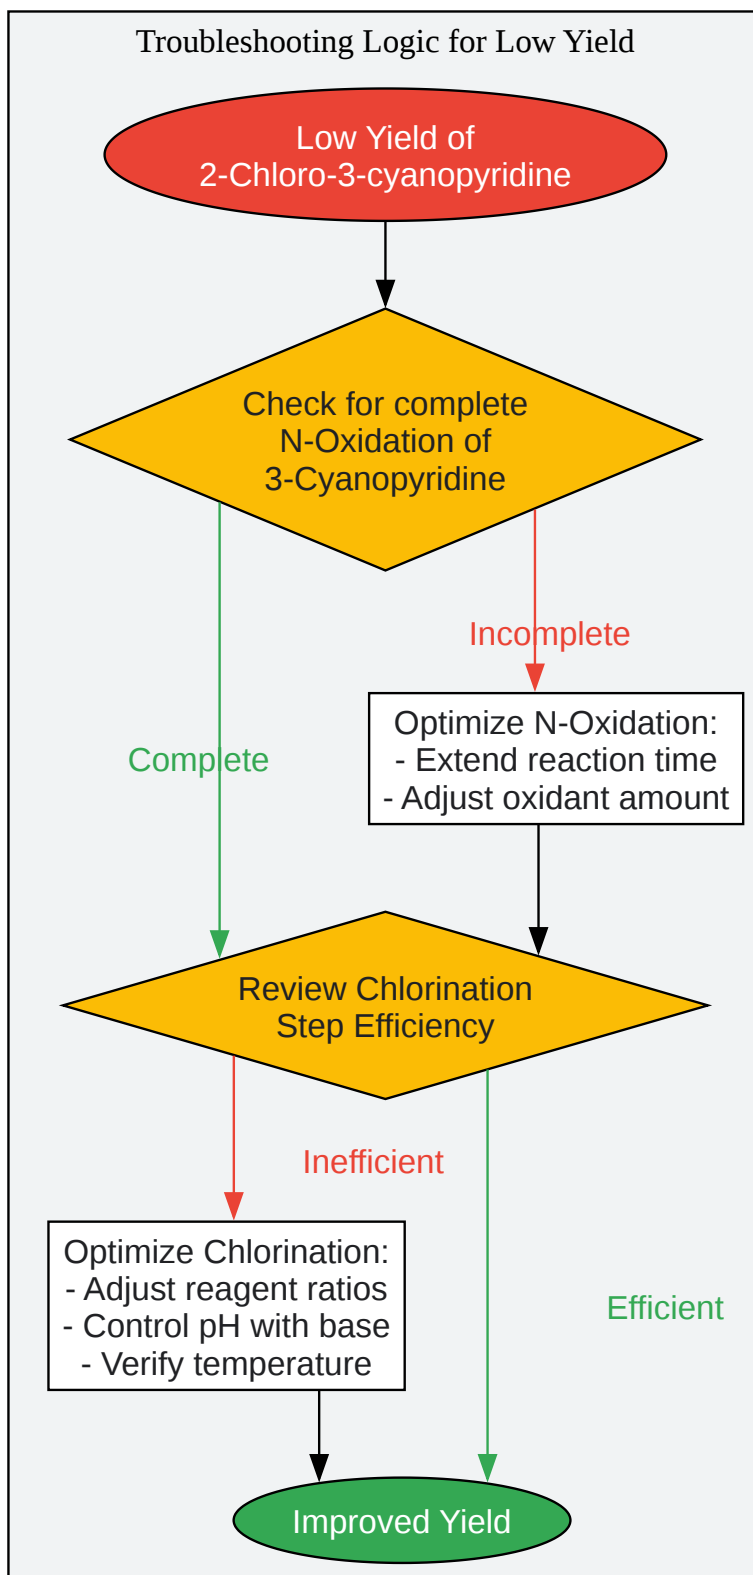 Troubleshooting Logic for Low Yield
Low Yield of
2-Chloro-3-cyanopyridine
Check for complete
N-Oxidation of
3-Cyanopyridine
Incomplete
Optimize N-Oxidation:
- Extend reaction time
- Adjust oxidant amount
Complete
Review Chlorination
Step Efficiency
Inefficient
Optimize Chlorination:
- Adjust reagent ratios
- Control pH with base
- Verify temperature
Efficient
Improved Yield